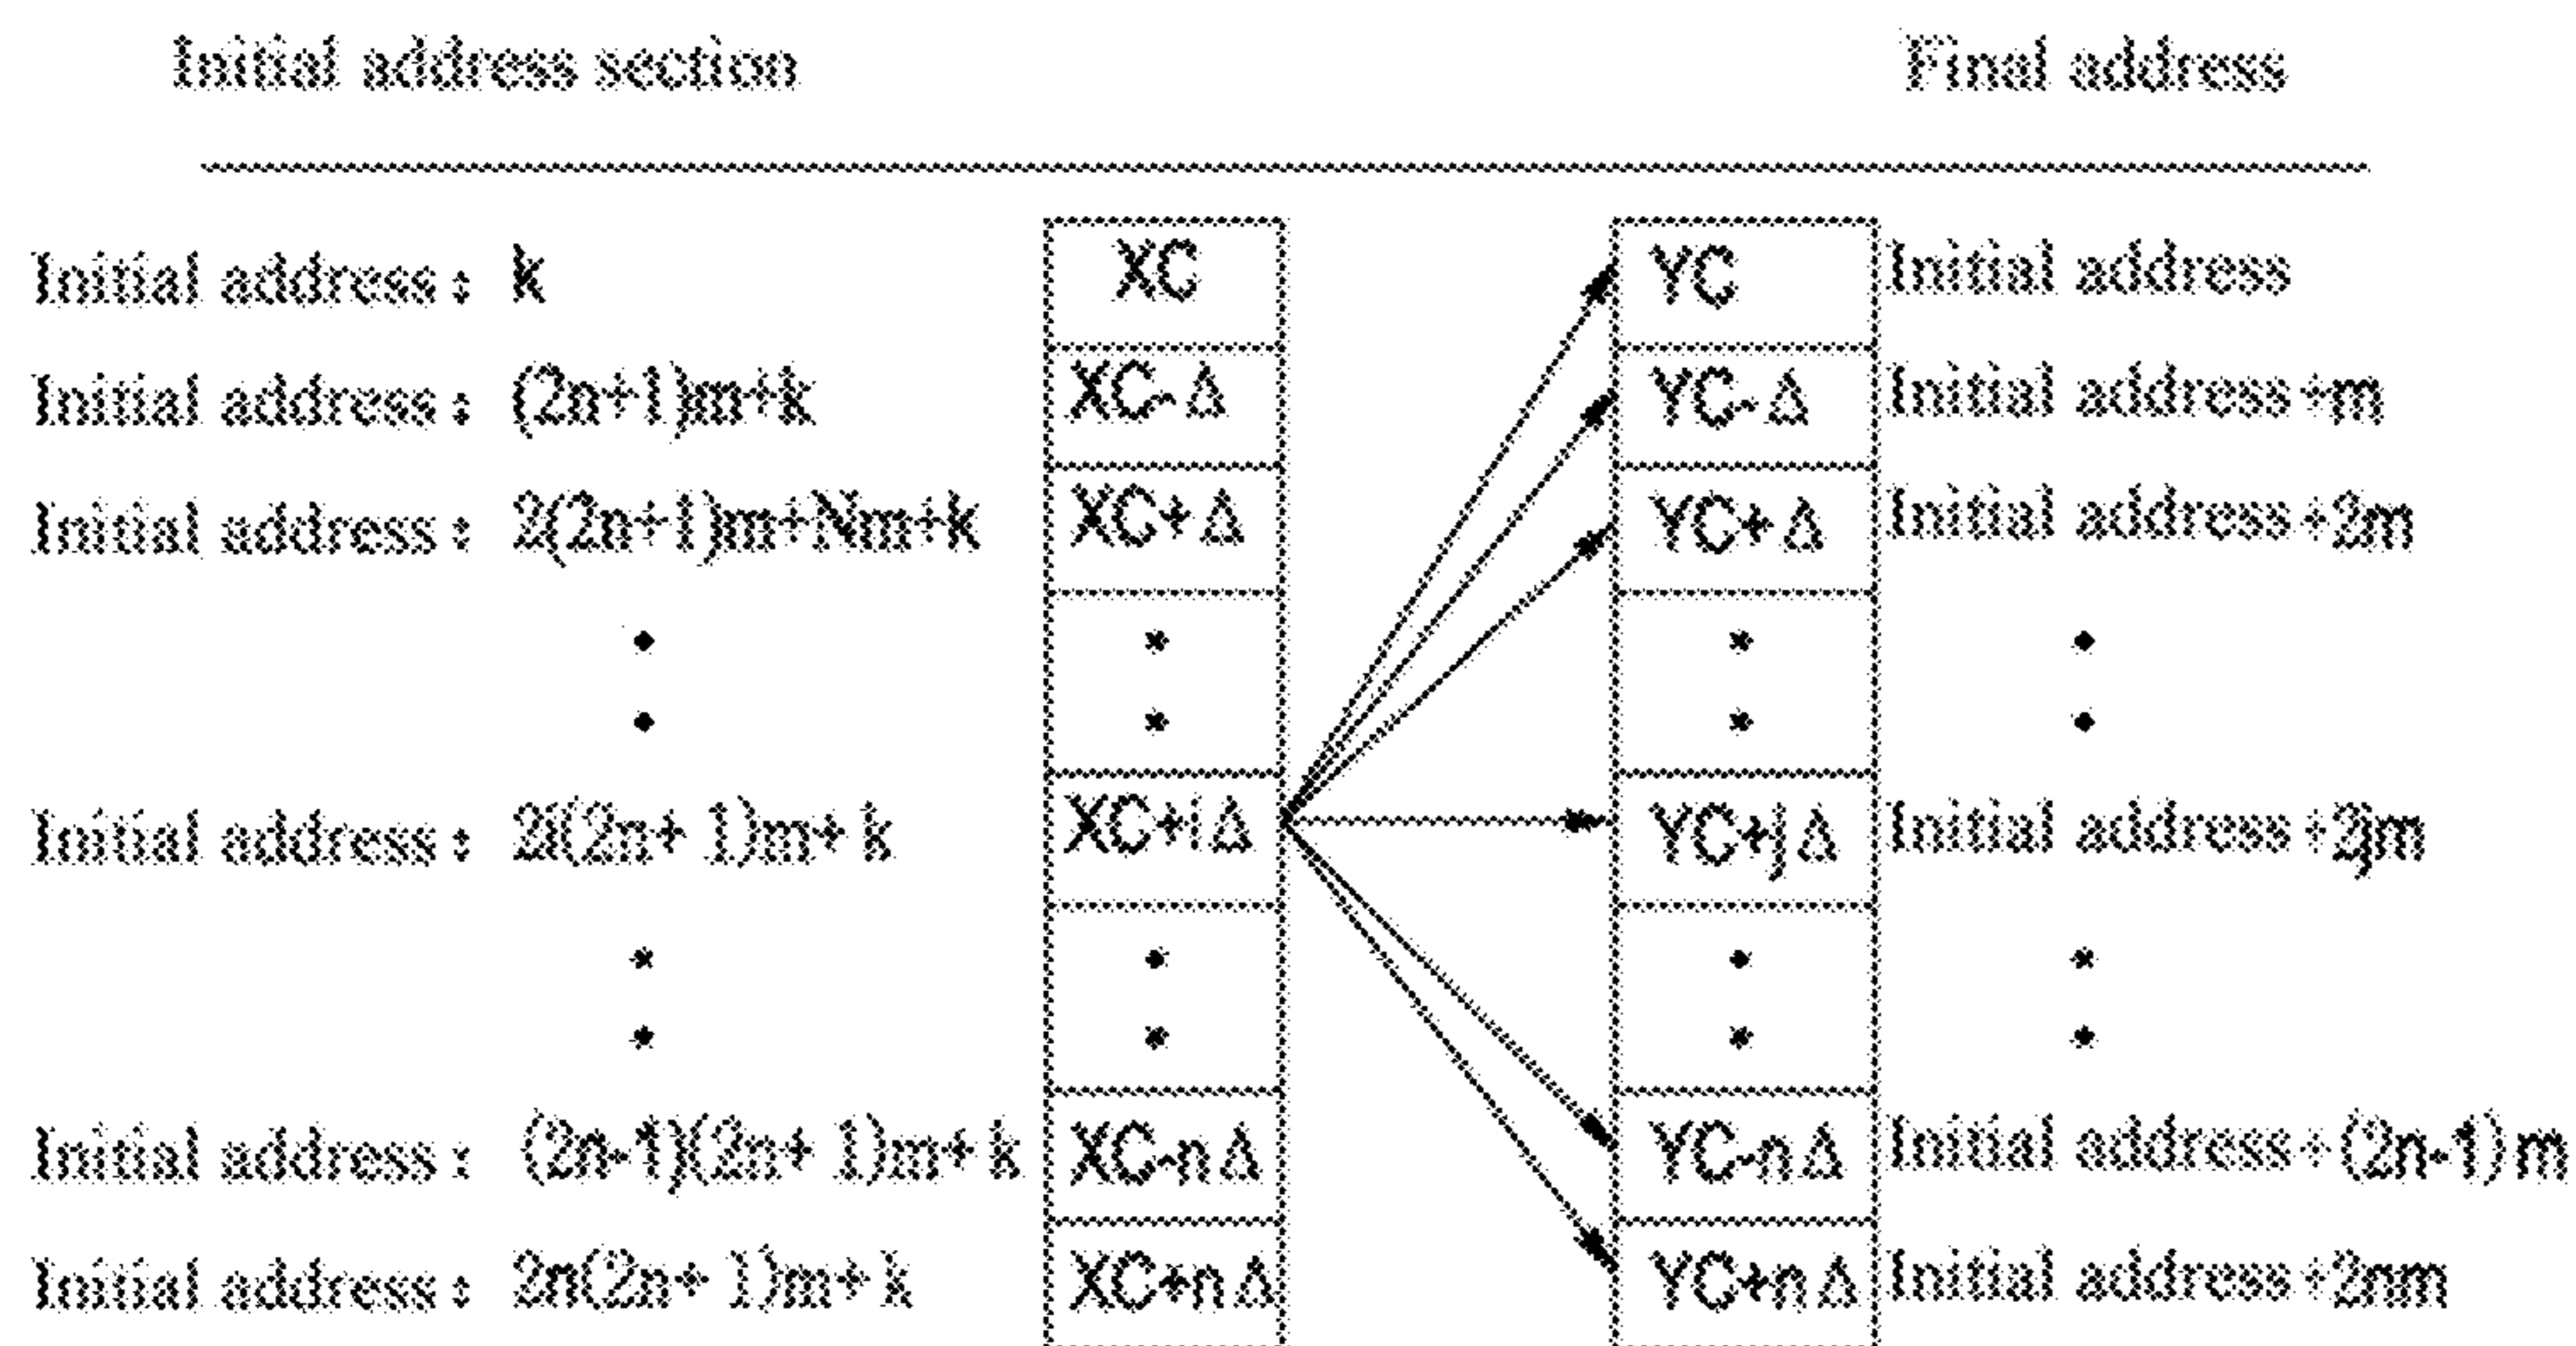 Initial address section Final address
Initial address : k XC YC Initial address
Initial address : (2n+1)m+k XC-Δ YC-Δ Initial address+m
Initial address : 2(2n+1)m+Nm+k XC+Δ YC+Δ Initial address+2m
Initial address : 2i(2n+ 1)m+ k XC+iΔ YC+jΔ Initial address+2jm
Initial address : (2n-1)(2n+ 1)m+ k XC-nΔ YC-nΔ Initial address+(2n-1)m
Initial address : 2n(2n+ 1)m+ k XC+nΔ YC+nΔ Initial address+2nm